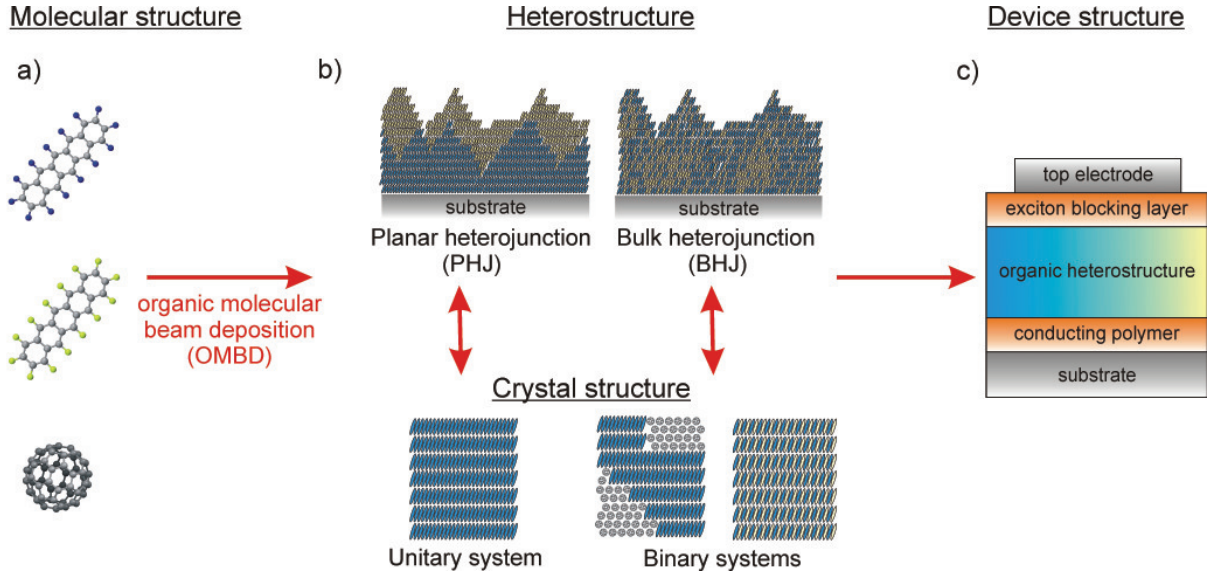 Molecular structure
Heterostructure
Device structure
a)
b)
c)
substrate
substrate
Planar heterojunction
(PHJ)
Bulk heterojunction
(BHJ)
organic molecular
beam deposition
(OMBD)
top electrode
exciton blocking layer
organic heterostructure
conducting polymer
substrate
Crystal structure
Unitary system
Binary systems